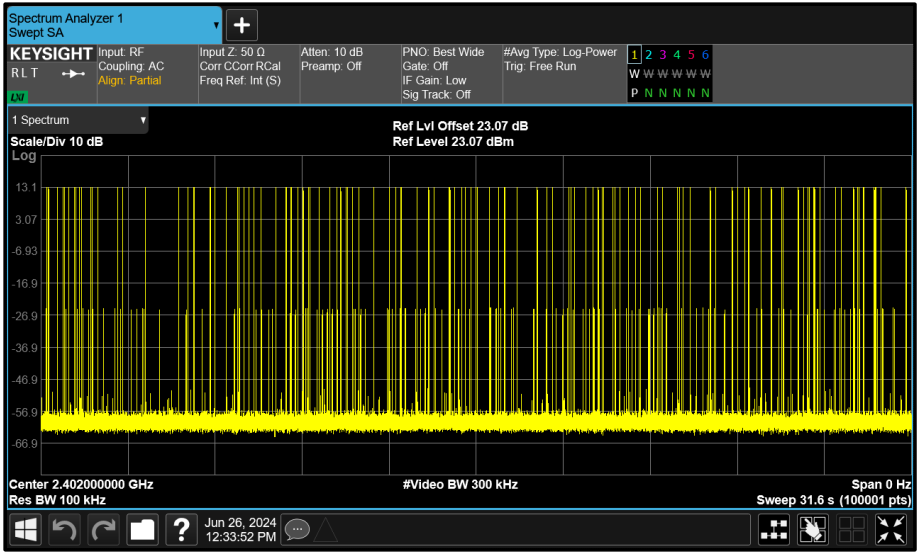 Spectrum Analyzer 1
Swept SA
+
KEYSIGHT
RLT
LXI
Input: RF
Coupling: AC
Align: Partial
Input Z: 50 Ω
Corr CCorr RCal
Freq Ref: Int (S)
Atten: 10 dB
Preamp: Off
PNO: Best Wide
Gate: Off
IF Gain: Low
Sig Track: Off
#Avg Type: Log-Power
Trig: Free Run
1 2 3 4 5 6
W W W W W W
P N N N N N
1 Spectrum
Scale/Div 10 dB
Ref Lvl Offset 23.07 dB
Ref Level 23.07 dBm
Log
13.1
3.07
-6.93
-16.9
-26.9
-36.9
-46.9
-56.9
-66.9
Center 2.402000000 GHz
#Video BW 300 kHz
Span 0 Hz
Res BW 100 kHz
Sweep 31.6 s (100001 pts)
?
Jun 26, 2024
12:33:52 PM